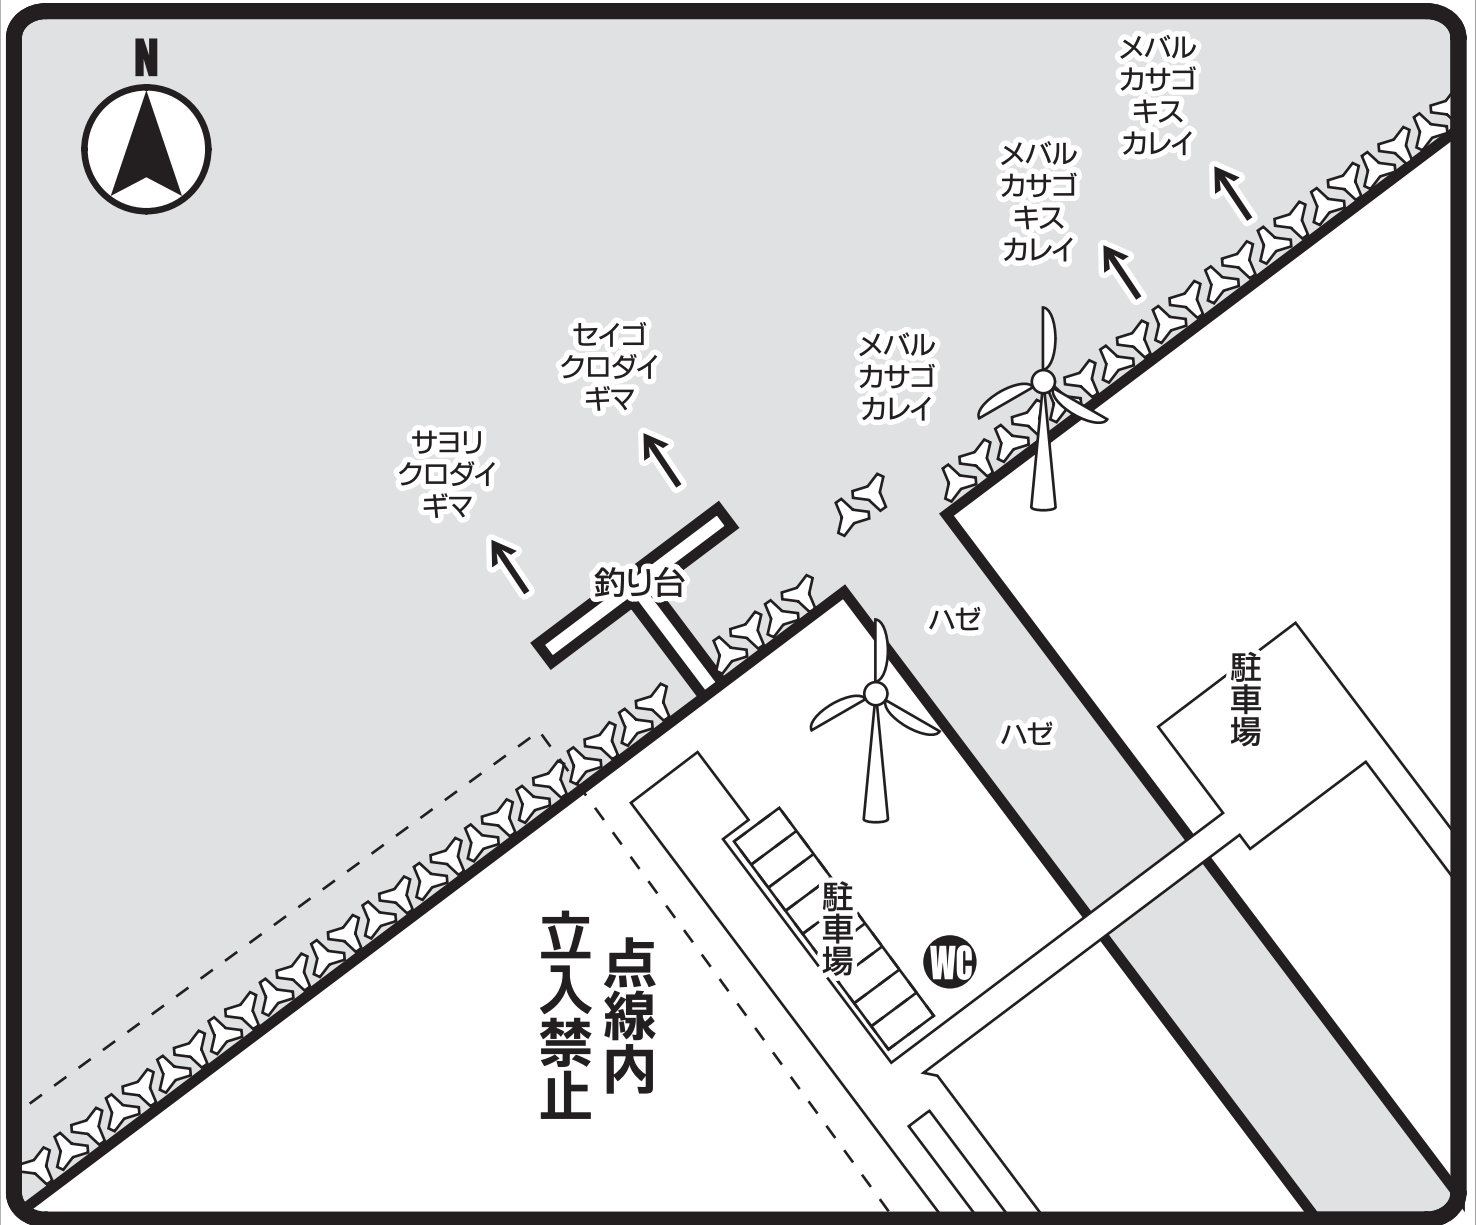 N
メバル
カサゴ
キス
カレイ
メバル
カサゴ
キス
カレイ
メバル
カサゴ
カレイ
セイゴ
クロダイ
ギマ
サヨリ
クロダイ
ギマ
釣り台
ハゼ
ハゼ
駐車場
駐車場
WC
点線内
立入禁止